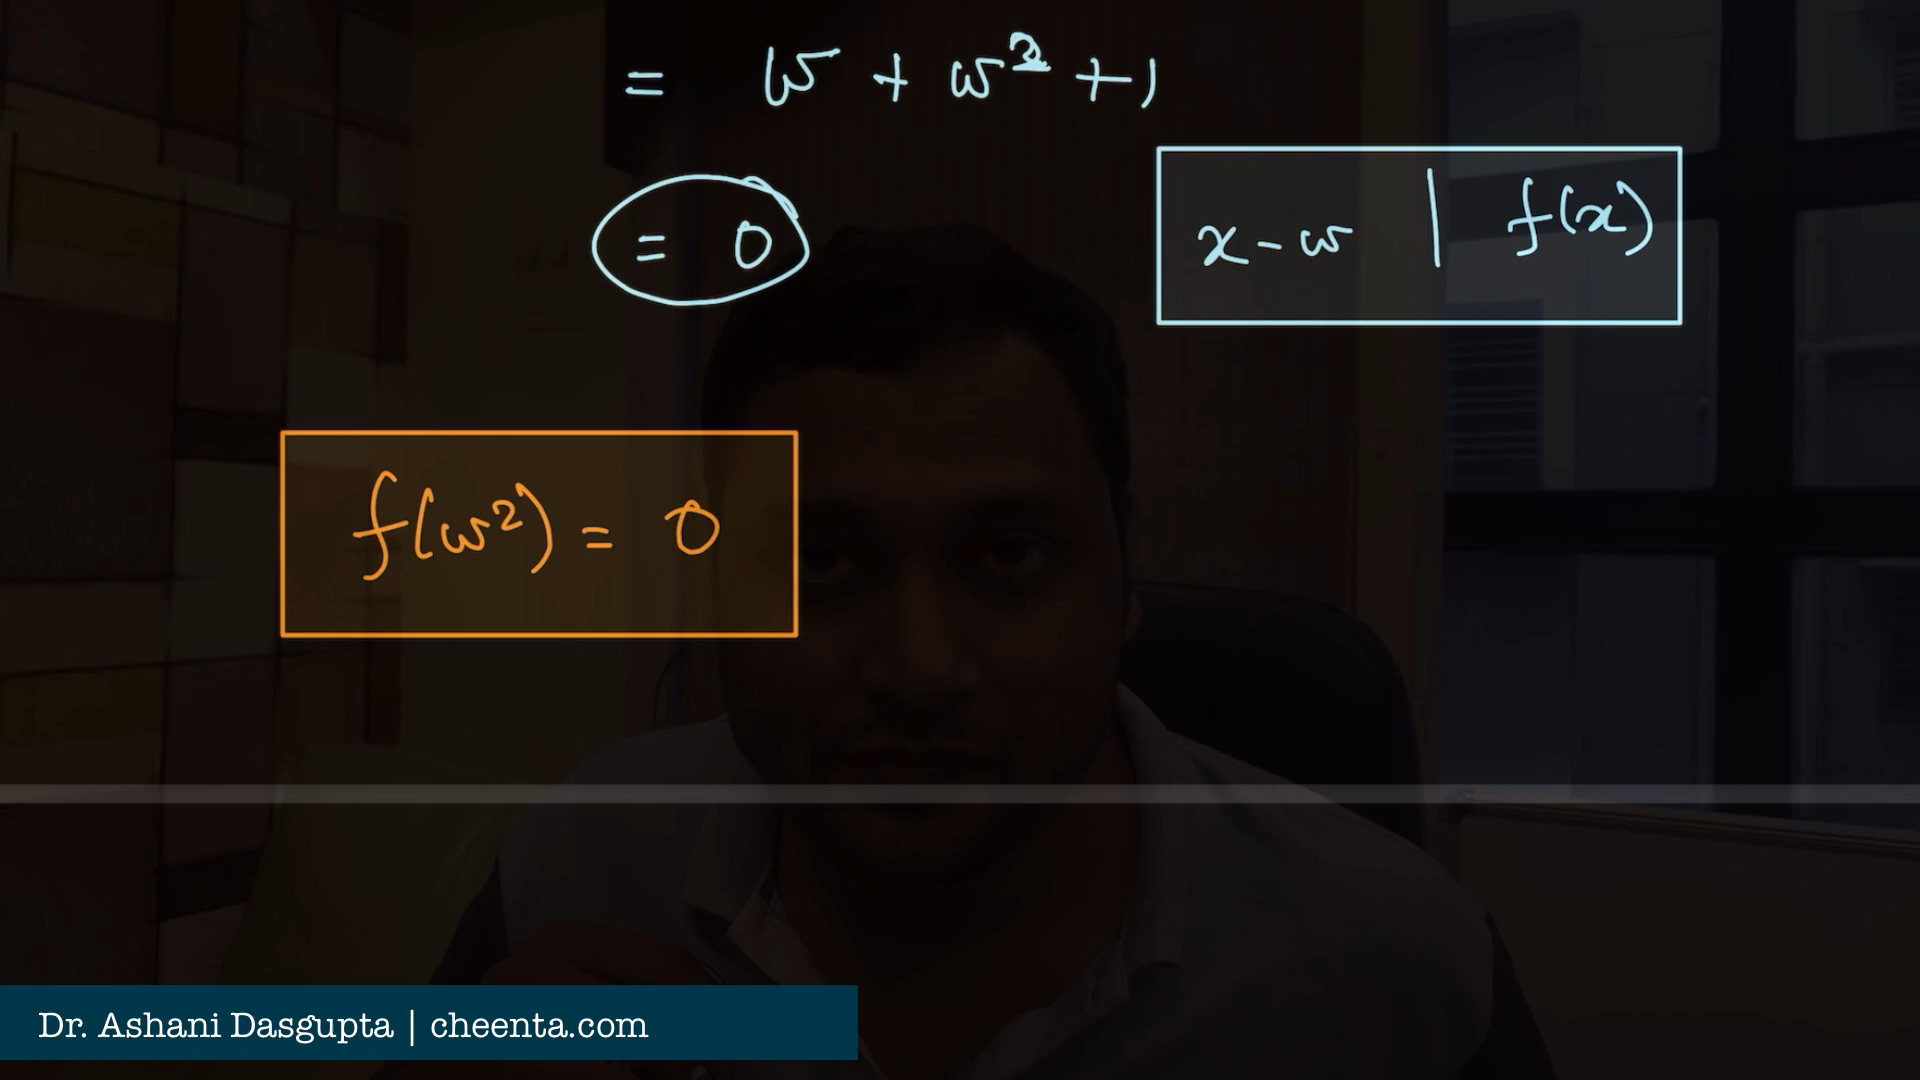 = ω + ω² + 1
= 0
x - ω | f(x)
f(ω²) = 0
Dr. Ashani Dasgupta | cheenta.com